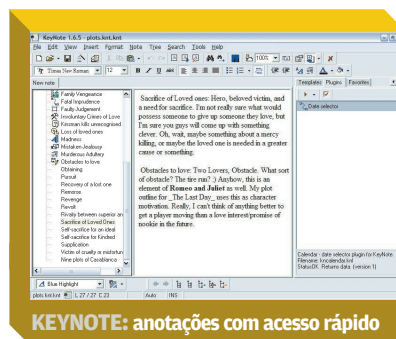 KeyNote 1.6.5 - plots.knt.knt
File Edit View Insert Format Note Tree Search Tools Help
100%
Times New Roman 12 B I U ABC
New note
Templates Plugins Favorites
Family Vengeance
Fatal Imprudence
Faulty Judgement
Involuntary Crimes of Love
Kinsman kills unrecognised
Loss of loved ones
Madness
Mistaken Jealousy
Murderous Adultery
Obstacles to love
Obtaining
Pursuit
Recovery of a lost one
Remorse
Revenge
Revolt
Rivalry between superior an
Sacrifice of Loved Ones
Self-sacrifice for an ideal
Self-sacrifice for Kindred
Supplication
Victim of cruelty or misfortun
Nine plots of Casablanca
Sacrifice of Loved ones: Hero, beloved victim, and
a need for sacrifice. I'm not really sure what would
possess someone to give up someone they love, but
I'm sure you guys will come up with something
clever. Oh, wait, maybe something about a mercy
killing, or maybe the loved one is needed in a greater
cause or something.
Obstacles to love: Two Lovers, Obstacle. What sort
of obstacle? The tire run? ;) Anyhow, this is an
element of Romeo and Juliet as well. My plot
outline for _The Last Day_ uses this as character
motivation. Really, I can't think of anything better to
get a player moving than a love interest/promise of
nookie in the future.
Date selector
Calendar - date selector plugin for KeyNote
Filename: kncalendar.knl
Status:OK. Returns data (version 1)
Blue Highlight
plots.knt.knt L 27 / 27 C 23 Auto INS
KEYNOTE: anotações com acesso rápido